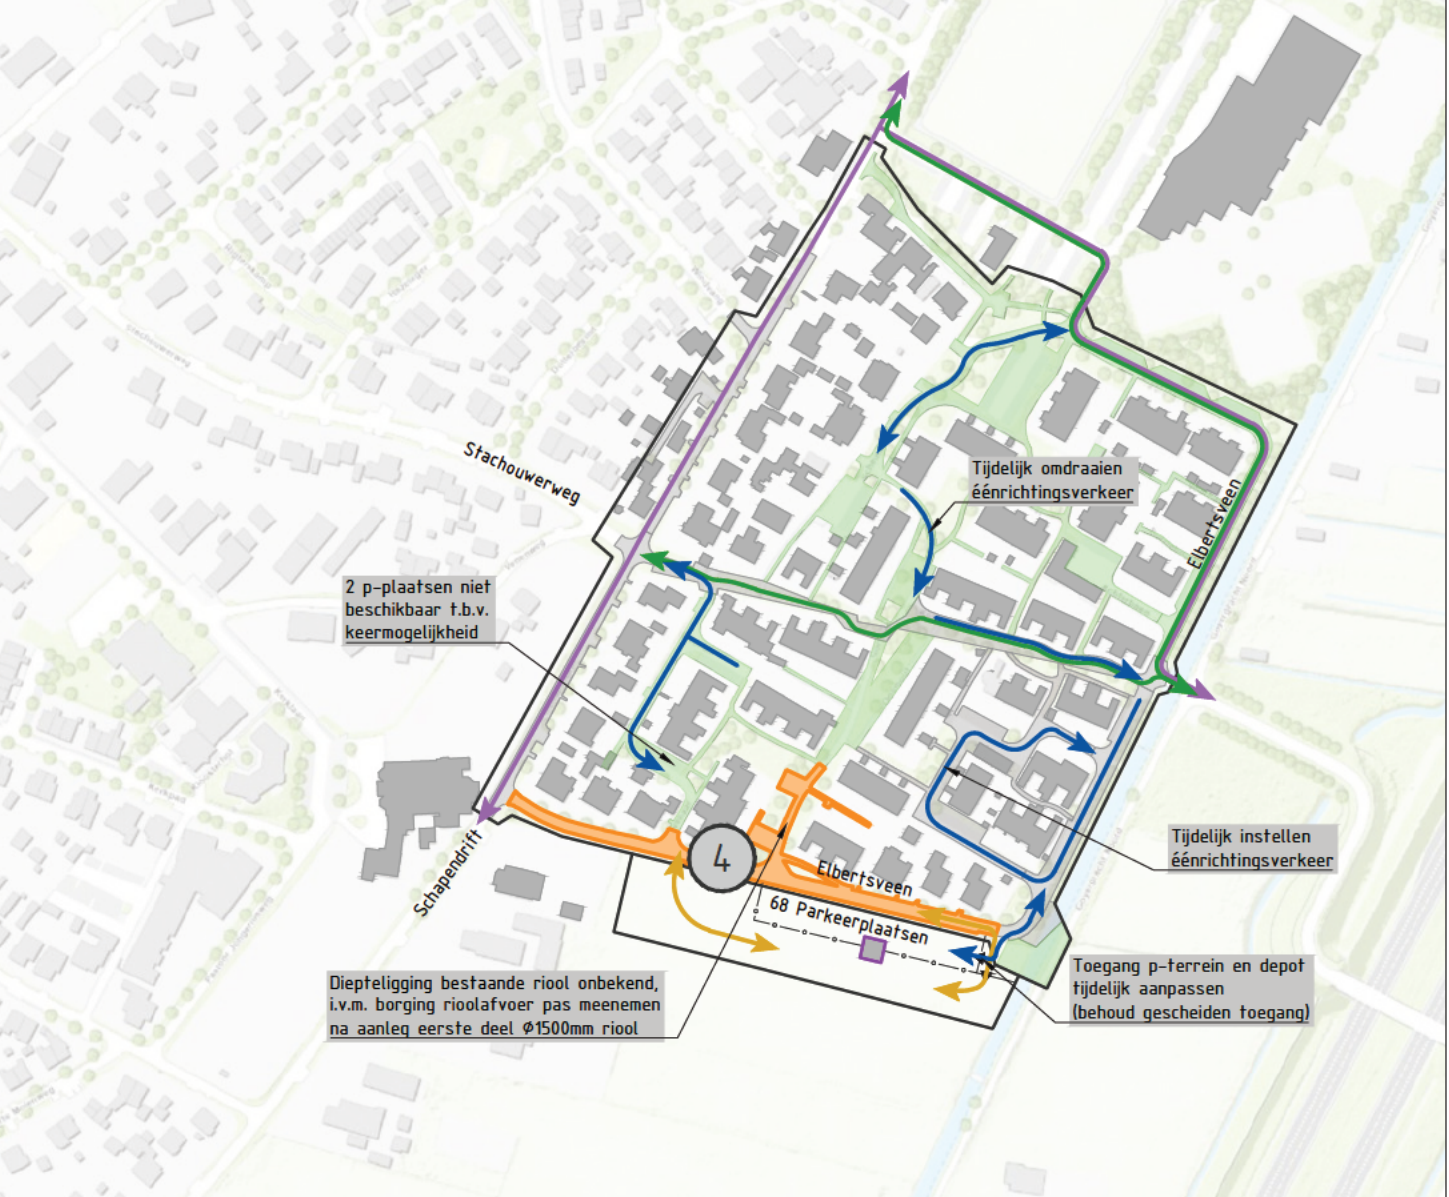 Stachouwerweg
Tijdelijk omdraaien
éénrichtingsverkeer
Elbertsveen
2 p-plaatsen niet
beschikbaar t.b.v.
keermogelijkheid
Tijdelijk instellen
éénrichtingsverkeer
Schapendrift
4
Elbertsveen
68 Parkeerplaatsen
Diepteligging bestaande riool onbekend,
i.v.m. borging rioolafvoer pas meenemen
na aanleg eerste deel Ø1500mm riool
Toegang p-terrein en depot
tijdelijk aanpassen
(behoud gescheiden toegang)